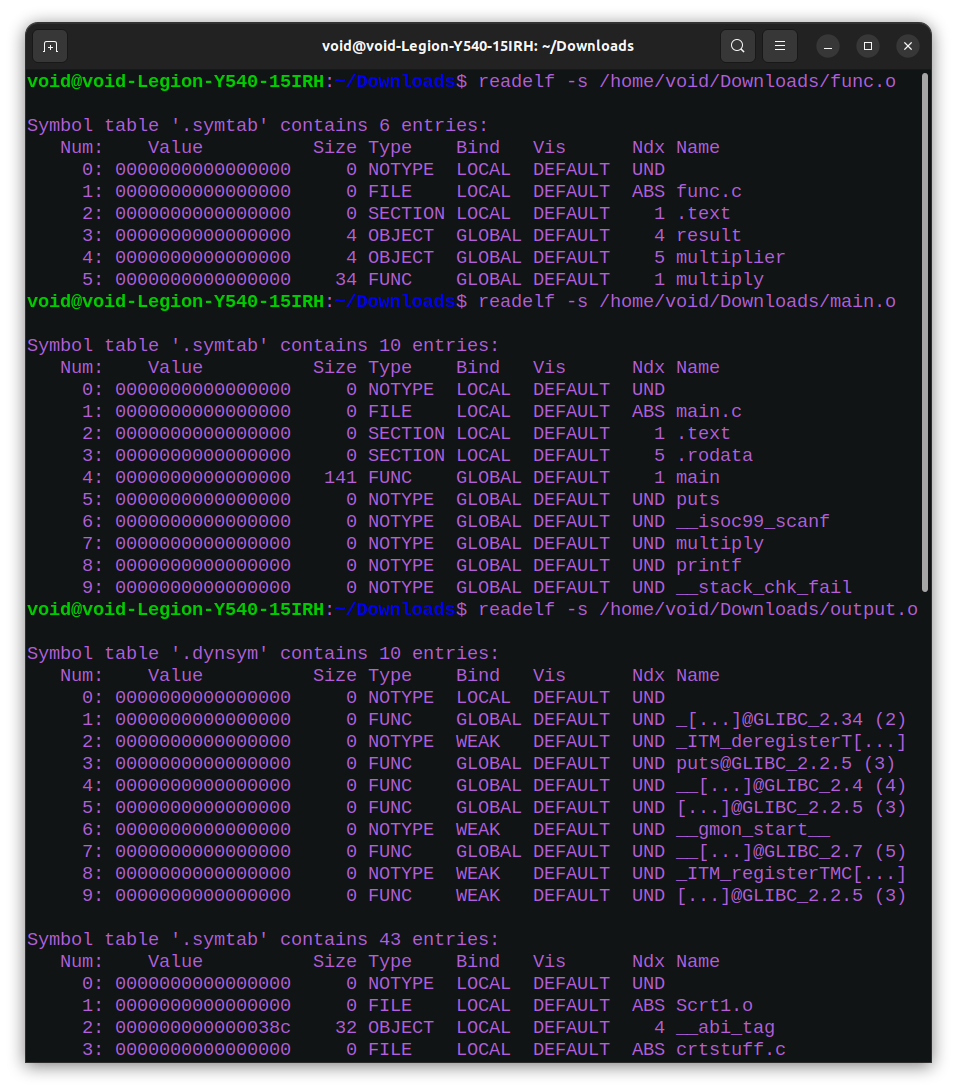 void@void-Legion-Y540-15IRH: ~/Downloads
void@void-Legion-Y540-15IRH:~/Downloads$ readelf -s /home/void/Downloads/func.o
Symbol table '.symtab' contains 6 entries:
   Num:    Value          Size Type    Bind   Vis      Ndx Name
     0: 0000000000000000     0 NOTYPE  LOCAL  DEFAULT  UND
     1: 0000000000000000     0 FILE    LOCAL  DEFAULT  ABS func.c
     2: 0000000000000000     0 SECTION LOCAL  DEFAULT    1 .text
     3: 0000000000000000     4 OBJECT  GLOBAL DEFAULT    4 result
     4: 0000000000000000     4 OBJECT  GLOBAL DEFAULT    5 multiplier
     5: 0000000000000000    34 FUNC    GLOBAL DEFAULT    1 multiply
void@void-Legion-Y540-15IRH:~/Downloads$ readelf -s /home/void/Downloads/main.o
Symbol table '.symtab' contains 10 entries:
   Num:    Value          Size Type    Bind   Vis      Ndx Name
     0: 0000000000000000     0 NOTYPE  LOCAL  DEFAULT  UND
     1: 0000000000000000     0 FILE    LOCAL  DEFAULT  ABS main.c
     2: 0000000000000000     0 SECTION LOCAL  DEFAULT    1 .text
     3: 0000000000000000     0 SECTION LOCAL  DEFAULT    5 .rodata
     4: 0000000000000000   141 FUNC    GLOBAL DEFAULT    1 main
     5: 0000000000000000     0 NOTYPE  GLOBAL DEFAULT  UND puts
     6: 0000000000000000     0 NOTYPE  GLOBAL DEFAULT  UND __isoc99_scanf
     7: 0000000000000000     0 NOTYPE  GLOBAL DEFAULT  UND multiply
     8: 0000000000000000     0 NOTYPE  GLOBAL DEFAULT  UND printf
     9: 0000000000000000     0 NOTYPE  GLOBAL DEFAULT  UND __stack_chk_fail
void@void-Legion-Y540-15IRH:~/Downloads$ readelf -s /home/void/Downloads/output.o
Symbol table '.dynsym' contains 10 entries:
   Num:    Value          Size Type    Bind   Vis      Ndx Name
     0: 0000000000000000     0 NOTYPE  LOCAL  DEFAULT  UND
     1: 0000000000000000     0 FUNC    GLOBAL DEFAULT  UND _[...]@GLIBC_2.34 (2)
     2: 0000000000000000     0 NOTYPE  WEAK   DEFAULT  UND _ITM_deregisterT[...]
     3: 0000000000000000     0 FUNC    GLOBAL DEFAULT  UND puts@GLIBC_2.2.5 (3)
     4: 0000000000000000     0 FUNC    GLOBAL DEFAULT  UND __[...]@GLIBC_2.4 (4)
     5: 0000000000000000     0 FUNC    GLOBAL DEFAULT  UND [...]@GLIBC_2.2.5 (3)
     6: 0000000000000000     0 NOTYPE  WEAK   DEFAULT  UND __gmon_start__
     7: 0000000000000000     0 FUNC    GLOBAL DEFAULT  UND __[...]@GLIBC_2.7 (5)
     8: 0000000000000000     0 NOTYPE  WEAK   DEFAULT  UND _ITM_registerTMC[...]
     9: 0000000000000000     0 FUNC    WEAK   DEFAULT  UND [...]@GLIBC_2.2.5 (3)
Symbol table '.symtab' contains 43 entries:
   Num:    Value          Size Type    Bind   Vis      Ndx Name
     0: 0000000000000000     0 NOTYPE  LOCAL  DEFAULT  UND
     1: 0000000000000000     0 FILE    LOCAL  DEFAULT  ABS Scrt1.o
     2: 000000000000038c    32 OBJECT  LOCAL  DEFAULT    4 __abi_tag
     3: 0000000000000000     0 FILE    LOCAL  DEFAULT  ABS crtstuff.c